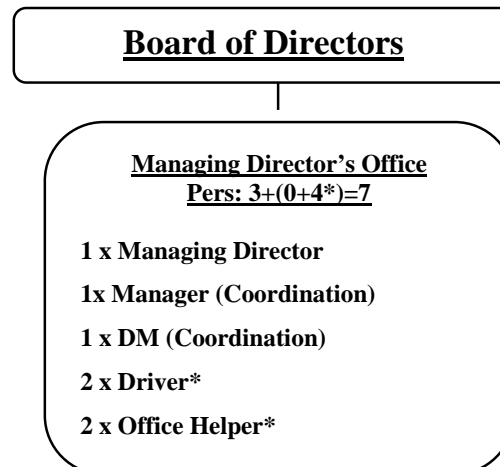 Board of Directors
Managing Director’s Office
Pers: 3+(0+4*)=7
1 x Managing Director
1x Manager (Coordination)
1 x DM (Coordination)
2 x Driver*
2 x Office Helper*